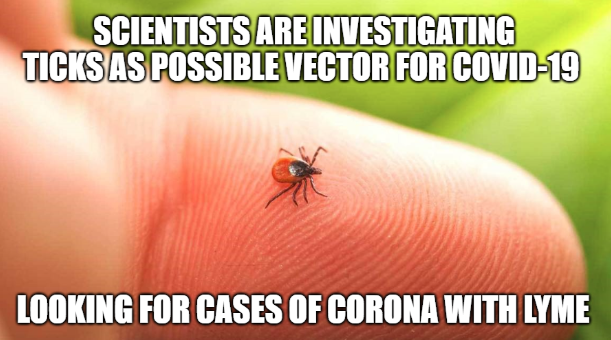 SCIENTISTS ARE INVESTIGATING
TICKS AS POSSIBLE VECTOR FOR COVID-19
LOOKING FOR CASES OF CORONA WITH LYME